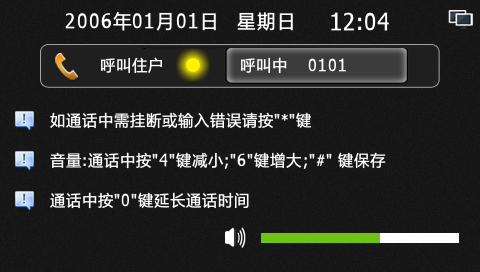 2006年01月01日 星期日 12:04
呼叫住户 呼叫中 0101
如通话中需挂断或输入错误请按"*"键
音量:通话中按"4"键减小;"6"键增大;"#" 键保存
通话中按"0"键延长通话时间